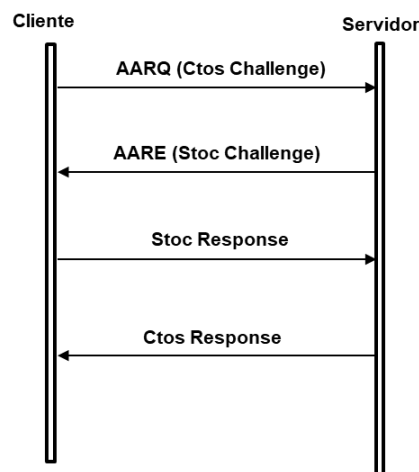 Cliente
Servidor
AARQ (Ctos Challenge)
AARE (Stoc Challenge)
Stoc Response
Ctos Response